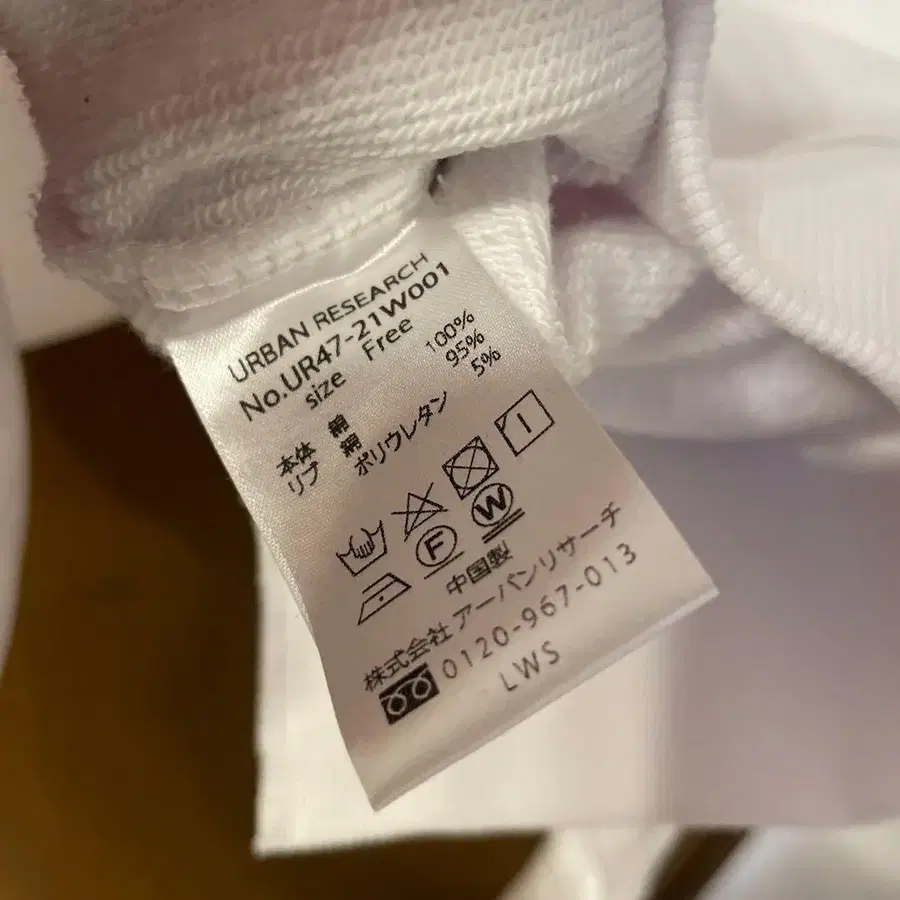 URBAN RESEARCH
No.UR47-21W001
size Free
本体 綿 100%
リブ 綿 95%
ポリウレタン 5%
F W
中国製
株式会社 アーバンリサーチ
0120-967-013
LWS